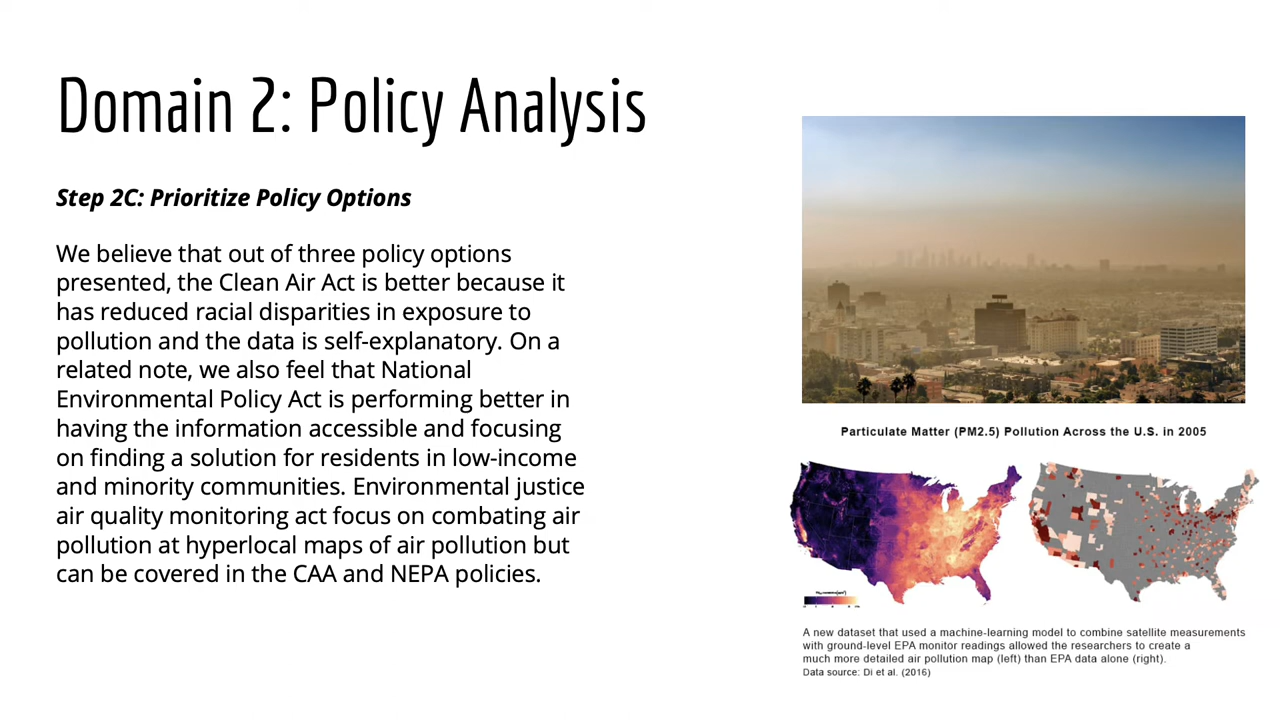 Domain 2: Policy Analysis
Step 2C: Prioritize Policy Options
We believe that out of three policy options
presented, the Clean Air Act is better because it
has reduced racial disparities in exposure to
pollution and the data is self-explanatory. On a
related note, we also feel that National
Environmental Policy Act is performing better in
having the information accessible and focusing
on finding a solution for residents in low-income
and minority communities. Environmental justice
air quality monitoring act focus on combating air
pollution at hyperlocal maps of air pollution but
can be covered in the CAA and NEPA policies.
Particulate Matter (PM2.5) Pollution Across the U.S. in 2005
A new dataset that used a machine-learning model to combine satellite measurements
with ground-level EPA monitor readings allowed the researchers to create a
much more detailed air pollution map (left) than EPA data alone (right).
Data source: Di et al. (2016)